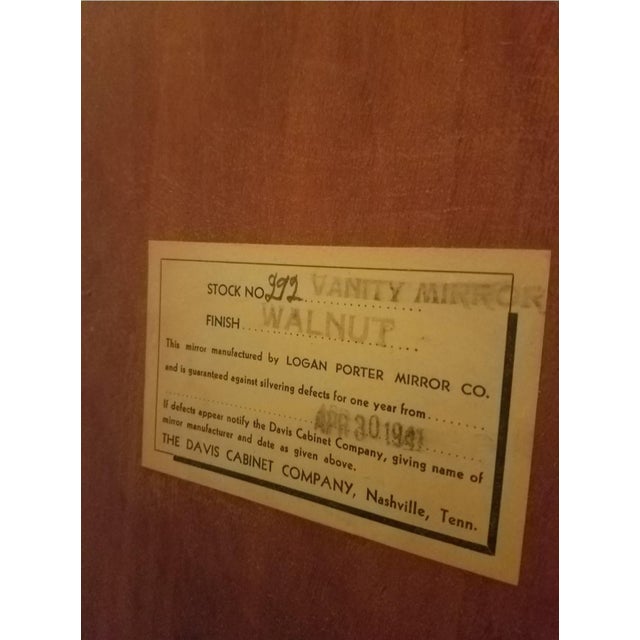 STOCK NO. 992 VANITY MIRROR
FINISH WALNUT
This mirror manufactured by LOGAN PORTER MIRROR CO.
and is guaranteed against silvering defects for one year from
APR 30 1941
If defects appear notify the Davis Cabinet Company, giving name of
mirror manufacturer and date as given above.
THE DAVIS CABINET COMPANY, Nashville, Tenn.